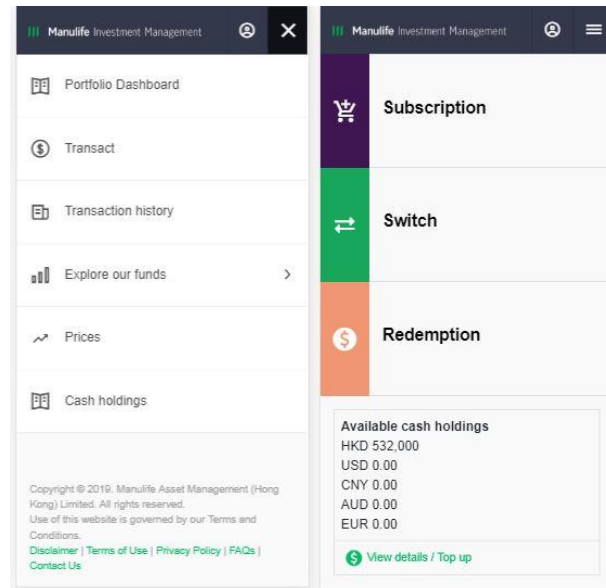 Manulife Investment Management
Portfolio Dashboard
Transact
Transaction history
Explore our funds
Prices
Cash holdings
Copyright © 2019. Manulife Asset Management (Hong
Kong) Limited. All rights reserved.
Use of this website is governed by our Terms and
Conditions.
Disclaimer | Terms of Use | Privacy Policy | FAQs |
Contact Us
Manulife Investment Management
Subscription
Switch
Redemption
Available cash holdings
HKD 532,000
USD 0.00
CNY 0.00
AUD 0.00
EUR 0.00
View details / Top up